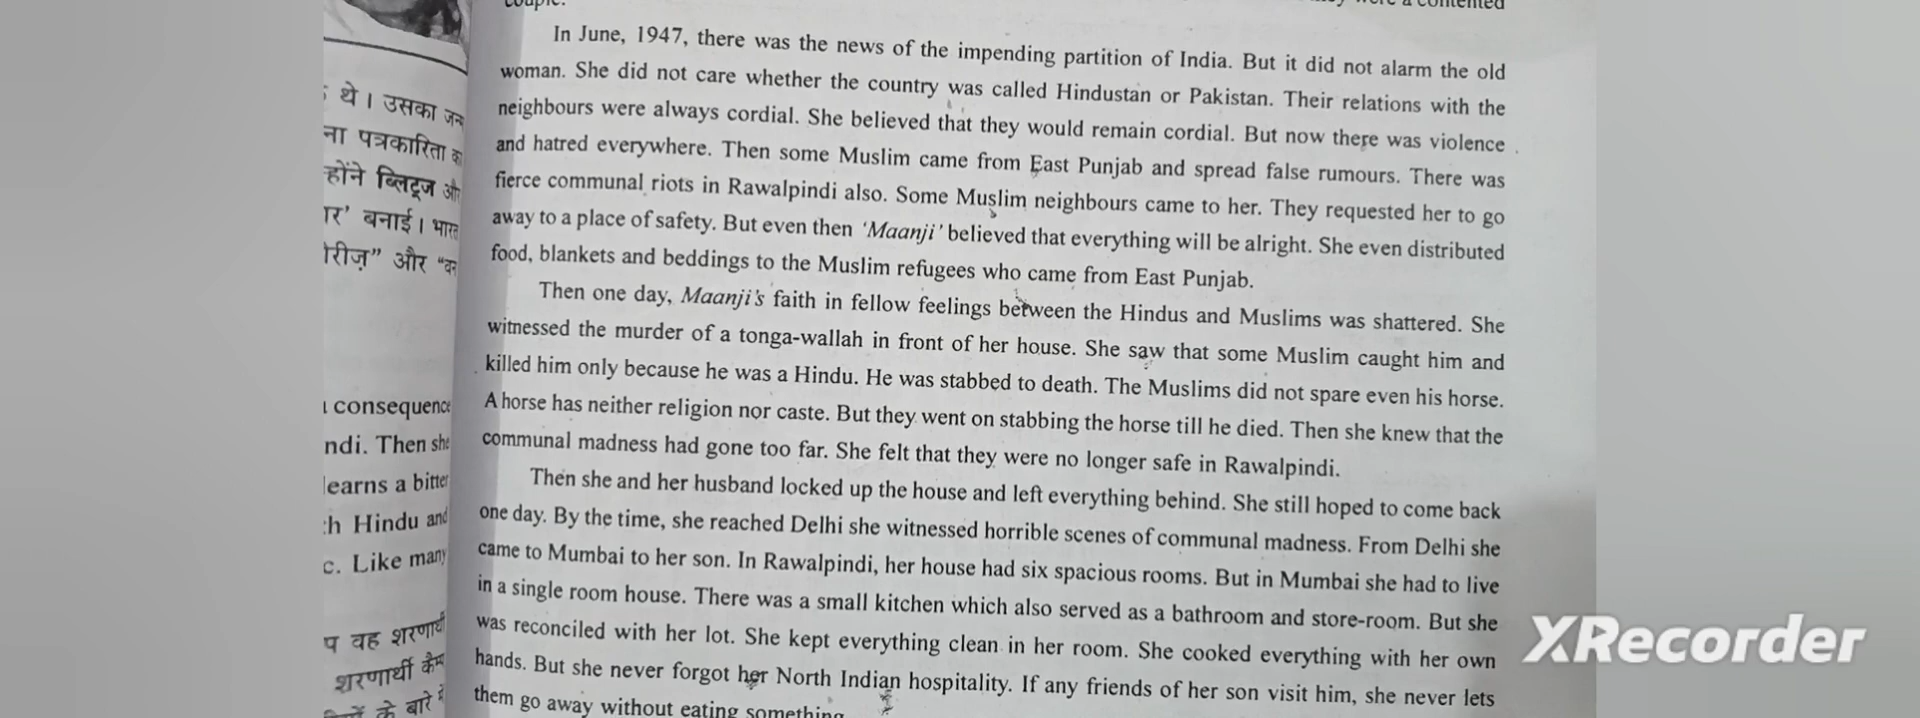 थे। उसका
पत्रकारिता
ब्लिट्ज़
बनाई। भारत
और
consequence
Then she
learns a bitter
Hindu and
Like many
वह शरणार्थी
शरणार्थी
के बारे
couple.
contented
In June, 1947, there was the news of the impending partition of India. But it did not alarm the old
woman. She did not care whether the country was called Hindustan or Pakistan. Their relations with the
neighbours were always cordial. She believed that they would remain cordial. But now there was violence
and hatred everywhere. Then some Muslim came from East Punjab and spread false rumours. There was
fierce communal riots in Rawalpindi also. Some Muslim neighbours came to her. They requested her to go
away to a place of safety. But even then 'Maanji' believed that everything will be alright. She even distributed
food, blankets and beddings to the Muslim refugees who came from East Punjab.
Then one day, Maanji's faith in fellow feelings between the Hindus and Muslims was shattered. She
witnessed the murder of a tonga-wallah in front of her house. She saw that some Muslim caught him and
killed him only because he was a Hindu. He was stabbed to death. The Muslims did not spare even his horse.
A horse has neither religion nor caste. But they went on stabbing the horse till he died. Then she knew that the
communal madness had gone too far. She felt that they were no longer safe in Rawalpindi.
Then she and her husband locked up the house and left everything behind. She still hoped to come back
one day. By the time, she reached Delhi she witnessed horrible scenes of communal madness. From Delhi she
came to Mumbai to her son. In Rawalpindi, her house had six spacious rooms. But in Mumbai she had to live
in a single room house. There was a small kitchen which also served as a bathroom and store-room. But she
was reconciled with her lot. She kept everything clean in her room. She cooked everything with her own
hands. But she never forgot her North Indian hospitality. If any friends of her son visit him, she never lets
them go away without eating something
XRecorder